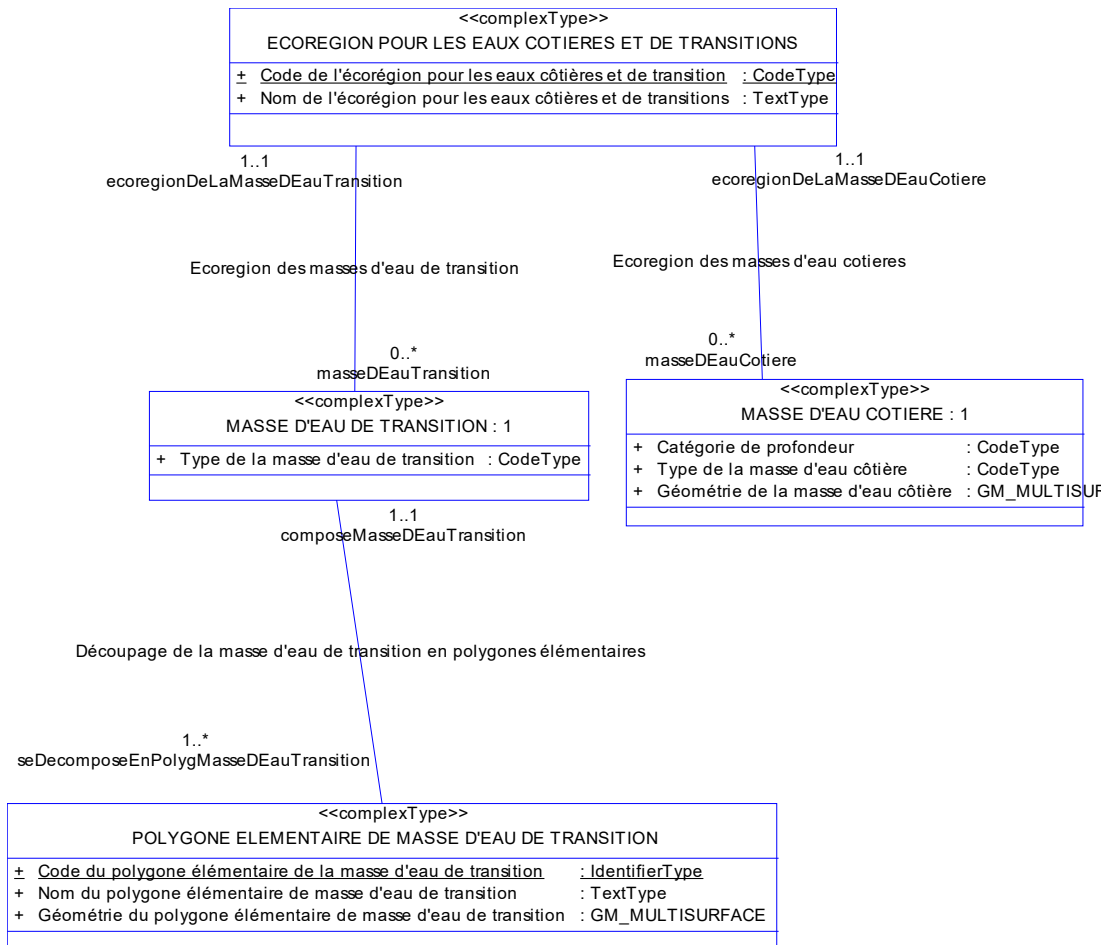 <<complexType>>
ECOREGION POUR LES EAUX COTIERES ET DE TRANSITIONS
+ Code de l'écorégion pour les eaux côtières et de transition : CodeType
+ Nom de l'écorégion pour les eaux côtières et de transitions : TextType
1..1
ecoregionDeLaMasseDEauTransition
1..1
ecoregionDeLaMasseDEauCotiere
Ecoregion des masses d'eau de transition
Ecoregion des masses d'eau cotieres
0..*
masseDEauTransition
0..*
masseDEauCotiere
<<complexType>>
MASSE D'EAU DE TRANSITION : 1
+ Type de la masse d'eau de transition : CodeType
<<complexType>>
MASSE D'EAU COTIERE : 1
+ Catégorie de profondeur : CodeType
+ Type de la masse d'eau côtière : CodeType
+ Géométrie de la masse d'eau côtière : GM_MULTISUR
1..1
composeMasseDEauTransition
Découpage de la masse d'eau de transition en polygones élémentaires
1..*
seDecomposeEnPolygMasseDEauTransition
<<complexType>>
POLYGONE ELEMENTAIRE DE MASSE D'EAU DE TRANSITION
+ Code du polygone élémentaire de la masse d'eau de transition : IdentifierType
+ Nom du polygone élémentaire de masse d'eau de transition : TextType
+ Géométrie du polygone élémentaire de masse d'eau de transition : GM_MULTISURFACE